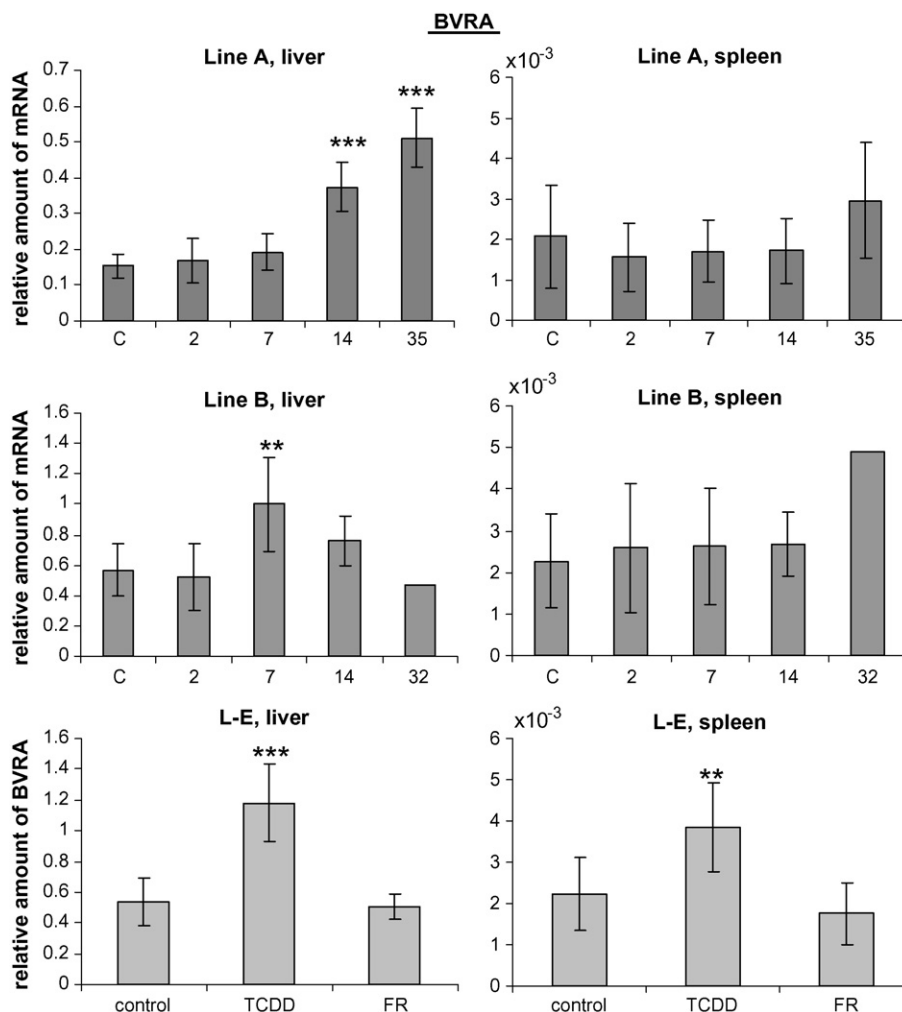 BVRA
Line A, liver
relative amount of mRNA
0.7
0.6
0.5
0.4
0.3
0.2
0.1
0
***
***
C 2 7 14 35
Line A, spleen
x10-3
6
5
4
3
2
1
0
C 2 7 14 35
Line B, liver
relative amount of mRNA
1.6
1.4
1.2
1
0.8
0.6
0.4
0.2
0
**
C 2 7 14 32
Line B, spleen
x10-3
6
5
4
3
2
1
0
C 2 7 14 32
L-E, liver
relative amount of BVRA
1.6
1.4
1.2
1
0.8
0.6
0.4
0.2
0
***
control TCDD FR
L-E, spleen
x10-3
6
5
4
3
2
1
0
**
control TCDD FR